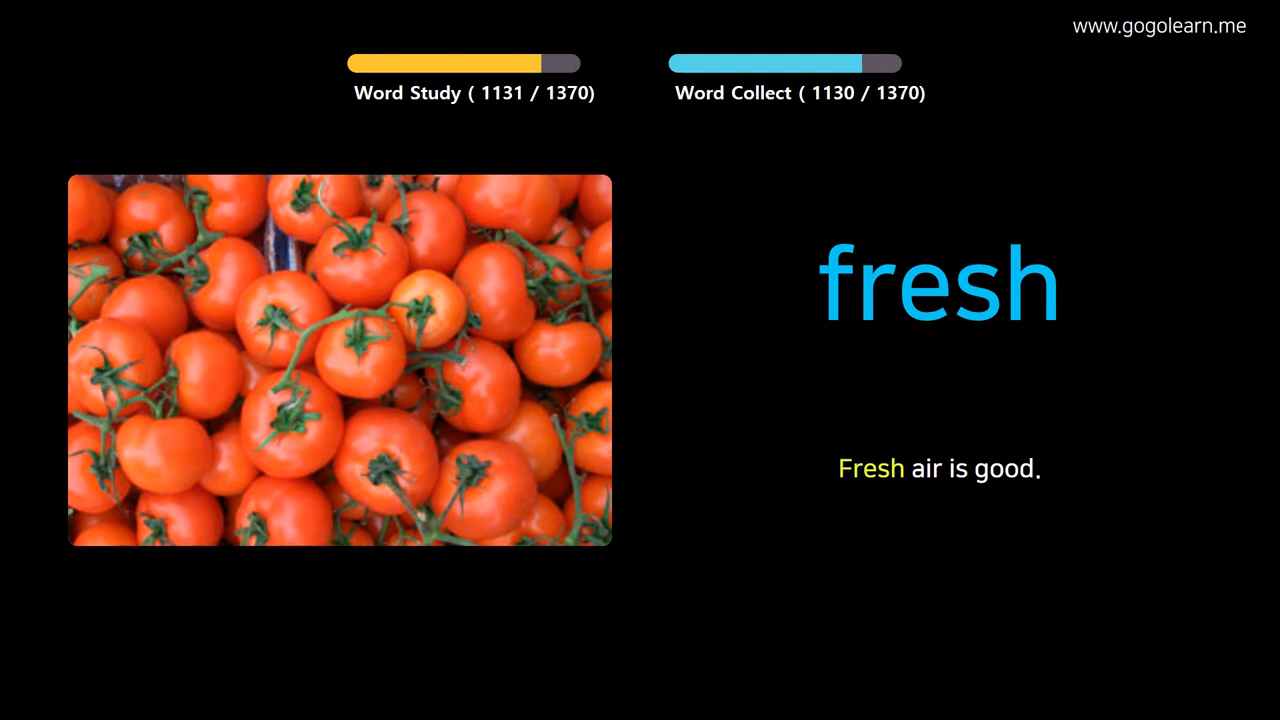 www.gogolearn.me
Word Study ( 1131 / 1370)
Word Collect ( 1130 / 1370)
fresh
Fresh air is good.